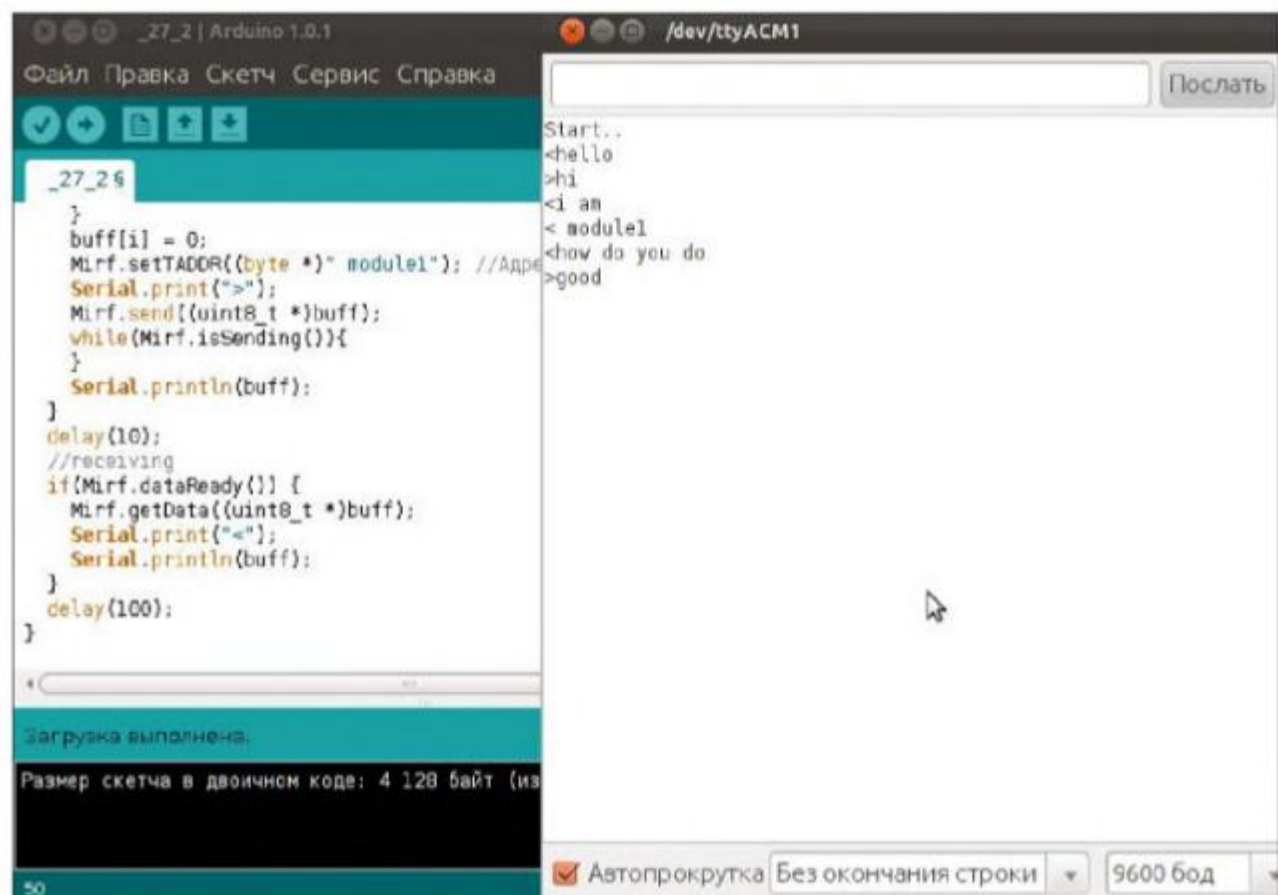 _27_2 | Arduino 1.0.1
Файл Правка Скетч Сервис Справка
_27_2 §
}
buff[i] = 0;
Mirf.setTADDR((byte *)" module1"); //Адре
Serial.print(">");
Mirf.send((uint8_t *)buff);
while(Mirf.isSending()){
}
Serial.println(buff);
}
delay(10);
//receiving
if(Mirf.dataReady()) {
Mirf.getData((uint8_t *)buff);
Serial.print("<");
Serial.println(buff);
}
delay(100);
}
Загрузка выполнена.
Размер скетча в двоичном коде: 4 128 байт (из
50
/dev/ttyACM1
Послать
Start..
<hello
>hi
<i am
< module1
<how do you do
>good
Автопрокрутка
Без окончания строки
9600 бод